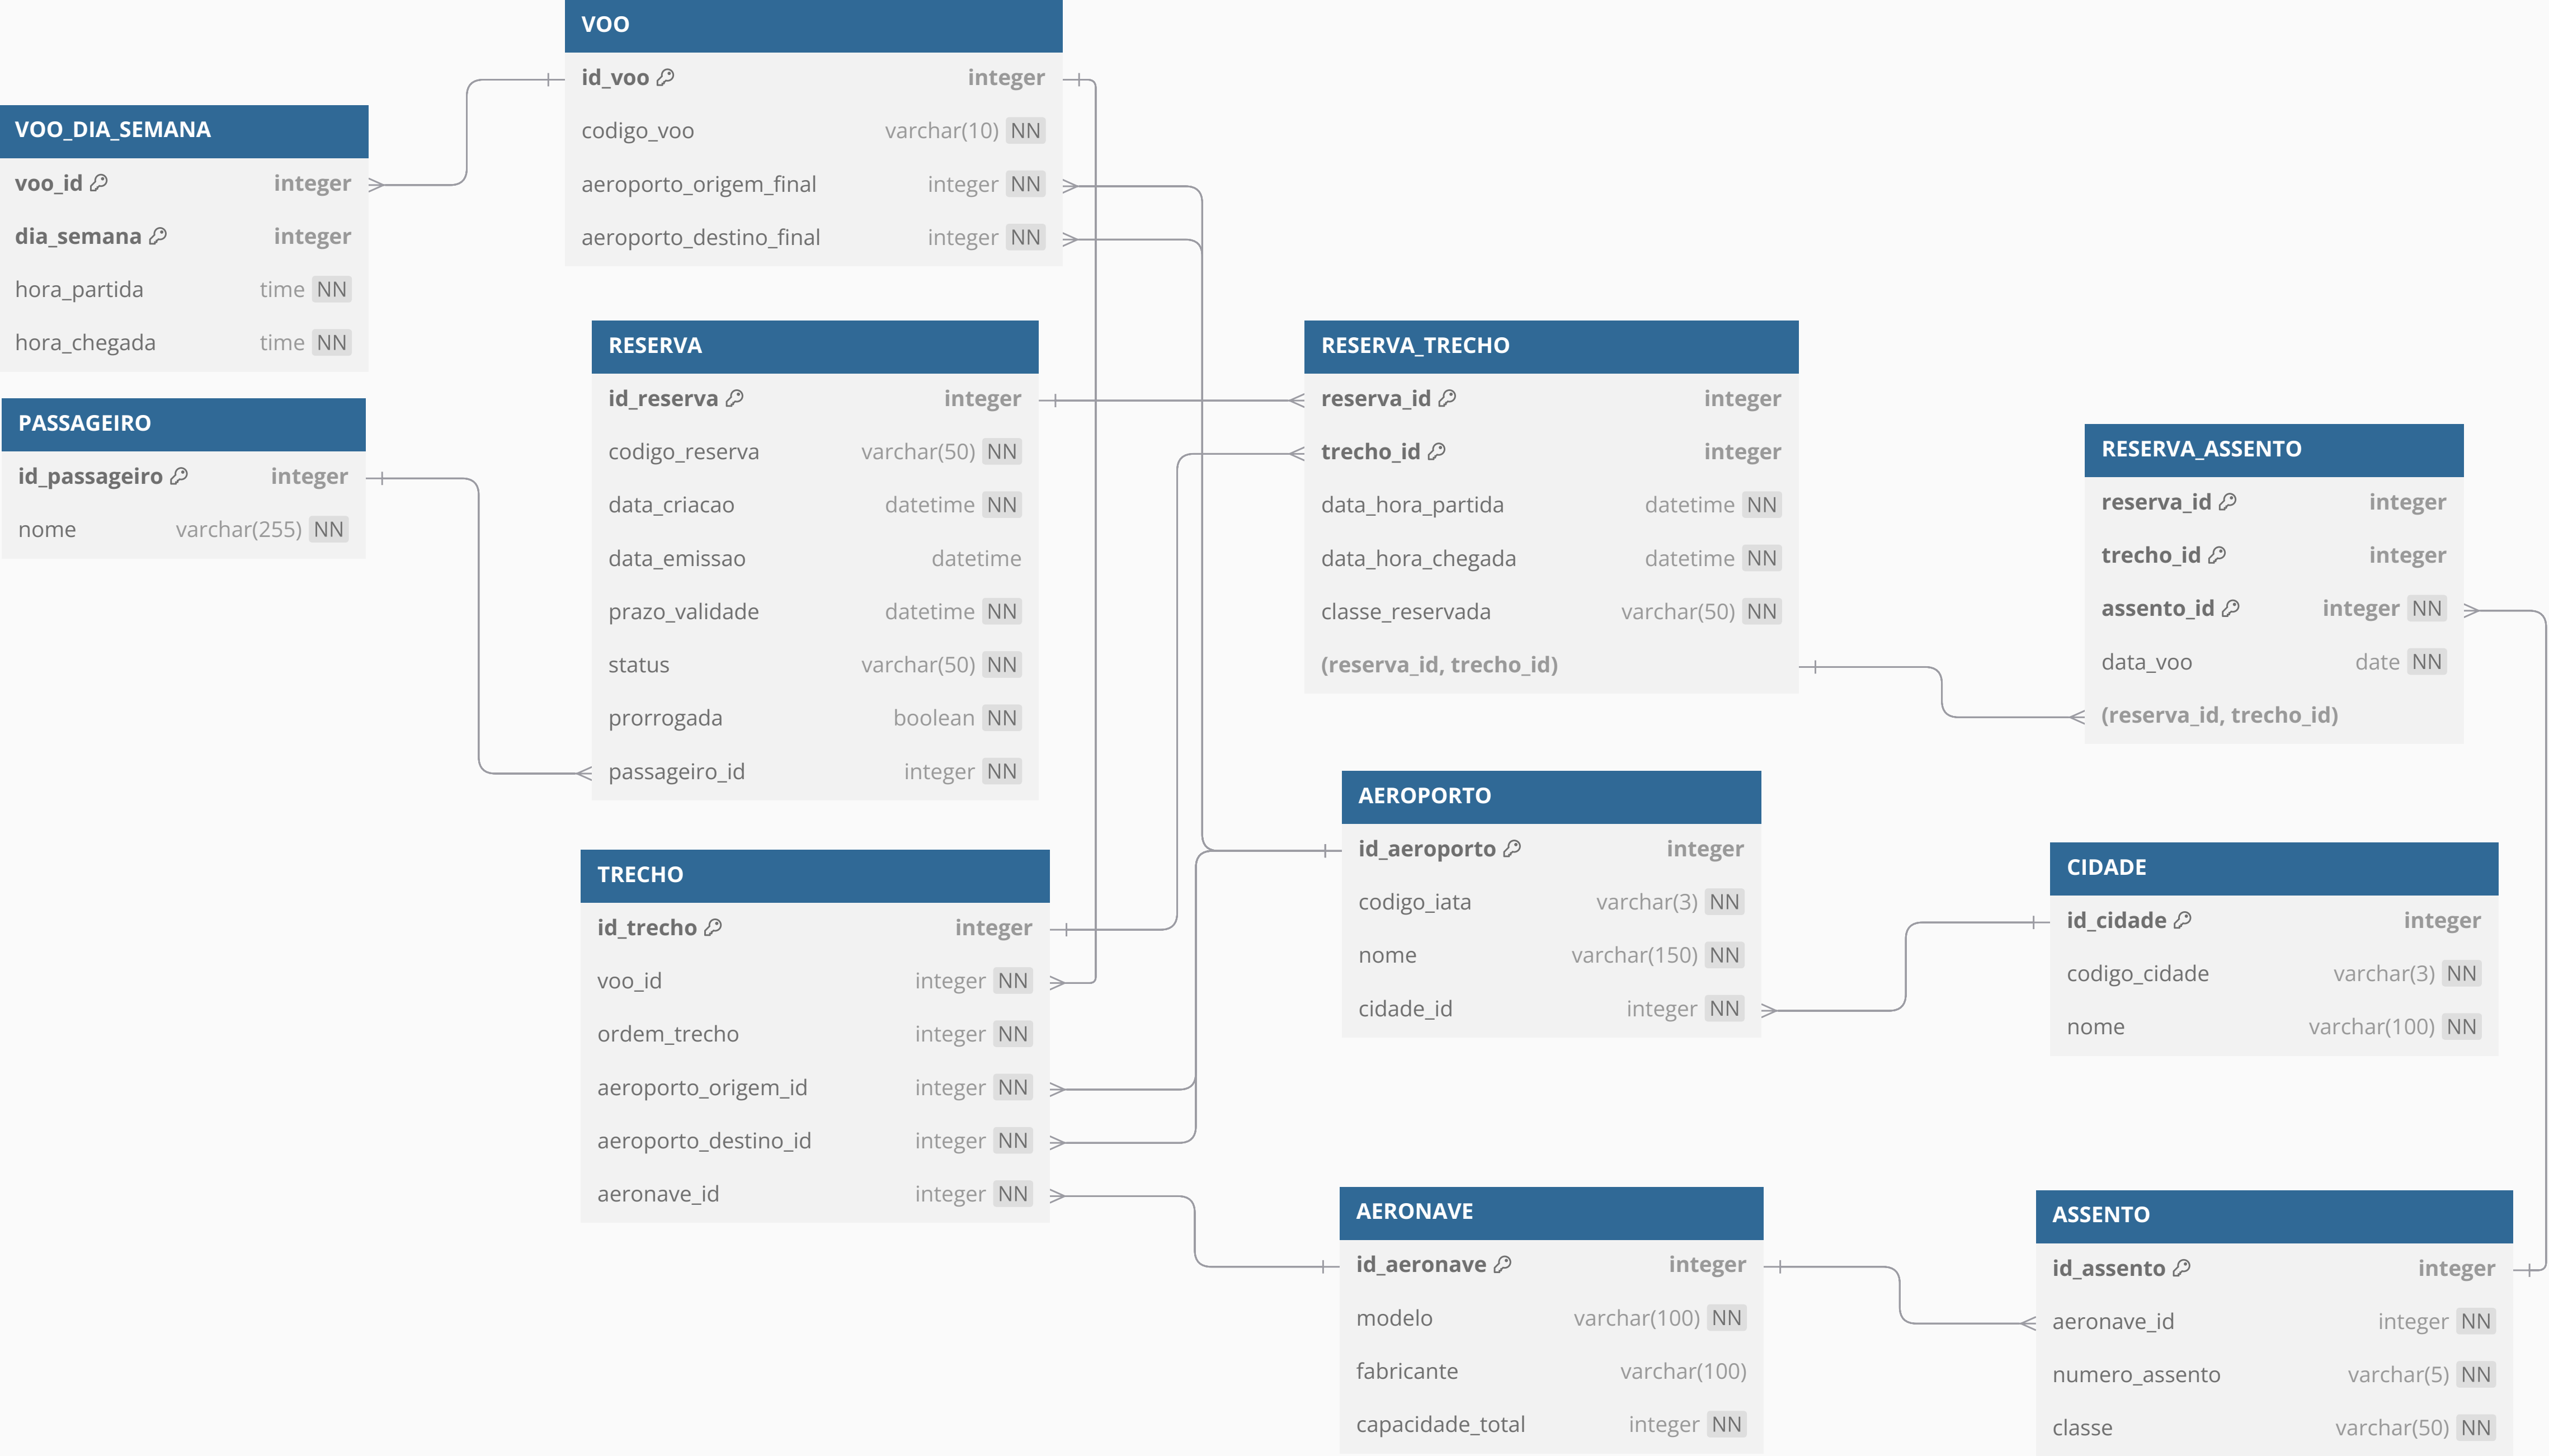 VOO
id_voo integer
codigo_voo varchar(10) NN
aeroporto_origem_final integer NN
aeroporto_destino_final integer NN
VOO_DIA_SEMANA
voo_id integer
dia_semana integer
hora_partida time NN
hora_chegada time NN
PASSAGEIRO
id_passageiro integer
nome varchar(255) NN
RESERVA
id_reserva integer
codigo_reserva varchar(50) NN
data_criacao datetime NN
data_emissao datetime
prazo_validade datetime NN
status varchar(50) NN
prorrogada boolean NN
passageiro_id integer NN
RESERVA_TRECHO
reserva_id integer
trecho_id integer
data_hora_partida datetime NN
data_hora_chegada datetime NN
classe_reservada varchar(50) NN
(reserva_id, trecho_id)
RESERVA_ASSENTO
reserva_id integer
trecho_id integer
assento_id integer NN
data_voo date NN
(reserva_id, trecho_id)
TRECHO
id_trecho integer
voo_id integer NN
ordem_trecho integer NN
aeroporto_origem_id integer NN
aeroporto_destino_id integer NN
aeronave_id integer NN
AEROPORTO
id_aeroporto integer
codigo_iata varchar(3) NN
nome varchar(150) NN
cidade_id integer NN
CIDADE
id_cidade integer
codigo_cidade varchar(3) NN
nome varchar(100) NN
AERONAVE
id_aeronave integer
modelo varchar(100) NN
fabricante varchar(100)
capacidade_total integer NN
ASSENTO
id_assento integer
aeronave_id integer NN
numero_assento varchar(5) NN
classe varchar(50) NN